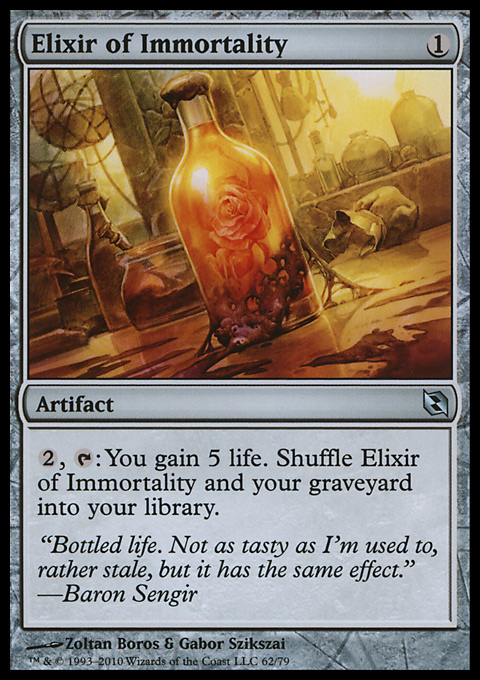 Elixir of Immortality 1
Artifact
2, : You gain 5 life. Shuffle Elixir
of Immortality and your graveyard
into your library.
“Bottled life. Not as tasty as I’m used to,
rather stale, but it has the same effect.”
—Baron Sengir
Zoltan Boros & Gabor Szikszai
™ & © 1993–2010 Wizards of the Coast LLC 62/79